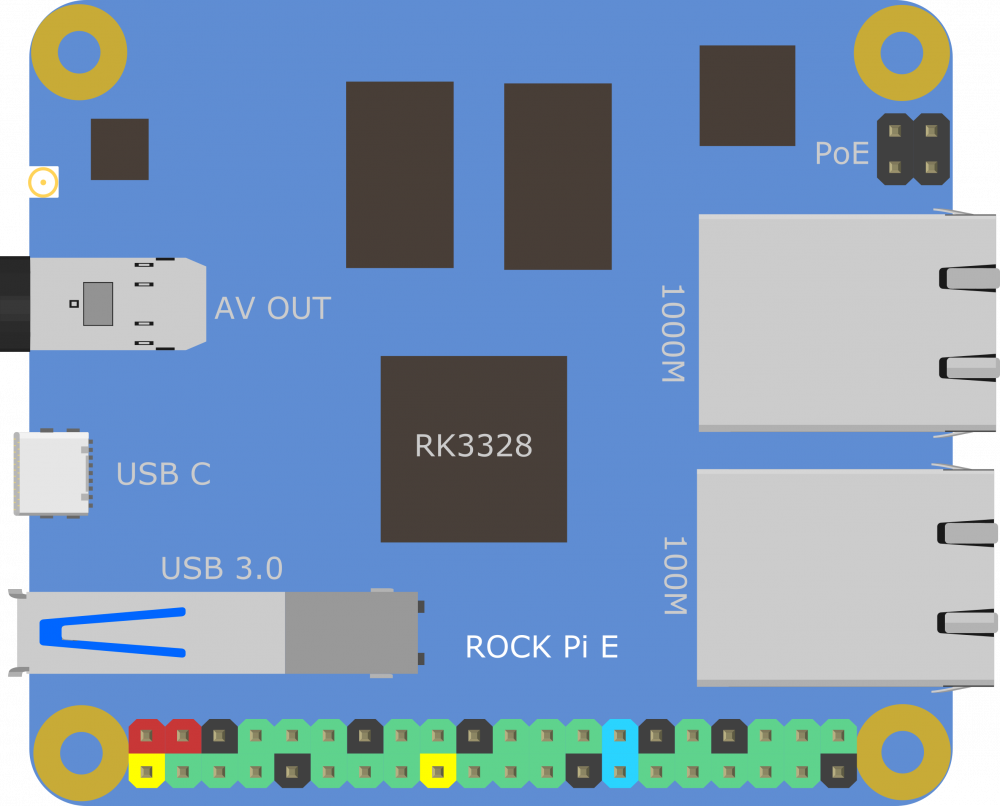 PoE
AV OUT
1000M
RK3328
USB C
USB 3.0
100M
ROCK Pi E